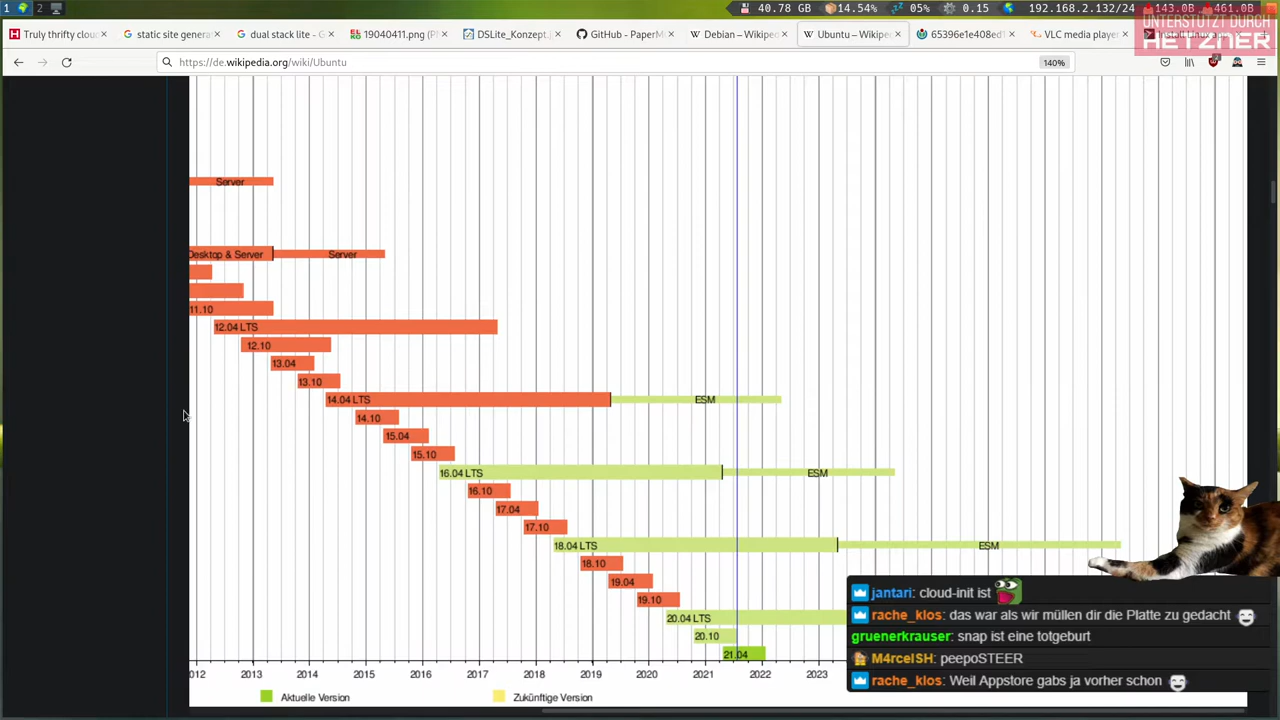 1 2 40.78 GB 14.54% 05% 0.15 192.168.2.132/24 143.0B 461.0B
UNTERSTÜTZT DURCH
HETZNER
Truly thrifty clou
static site genera
dual stack lite - G
19040411.png (PN
DSLite_Konzept
GitHub - PaperM
Debian – Wikipe
Ubuntu – Wikipe
65396e1e408ed
VLC media player
Install Linux
https://de.wikipedia.org/wiki/Ubuntu
140%
Server
Desktop & Server
Server
11.10
12.04 LTS
12.10
13.04
13.10
14.04 LTS
ESM
14.10
15.04
15.10
16.04 LTS
ESM
16.10
17.04
17.10
18.04 LTS
ESM
18.10
19.04
19.10
20.04 LTS
20.10
21.04
012 2013 2014 2015 2016 2017 2018 2019 2020 2021 2022 2023
Aktuelle Version
Zukünftige Version
jantari: cloud-init ist
rache_klos: das war als wir müllen dir die Platte zu gedacht
gruenerkrauser: snap ist eine totgeburt
M4rcelSH: peepoSTEER
rache_klos: Weil Appstore gabs ja vorher schon